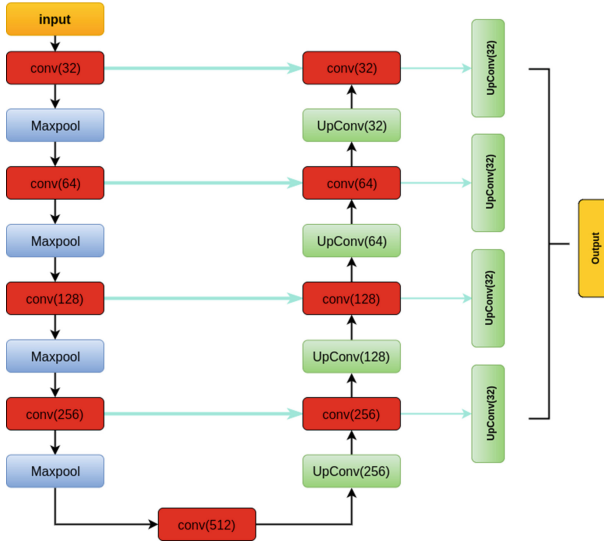 input
conv(32)
Maxpool
conv(64)
Maxpool
conv(128)
Maxpool
conv(256)
Maxpool
conv(512)
UpConv(256)
conv(256)
UpConv(128)
conv(128)
UpConv(64)
conv(64)
UpConv(32)
conv(32)
UpConv(32)
UpConv(32)
UpConv(32)
UpConv(32)
Output